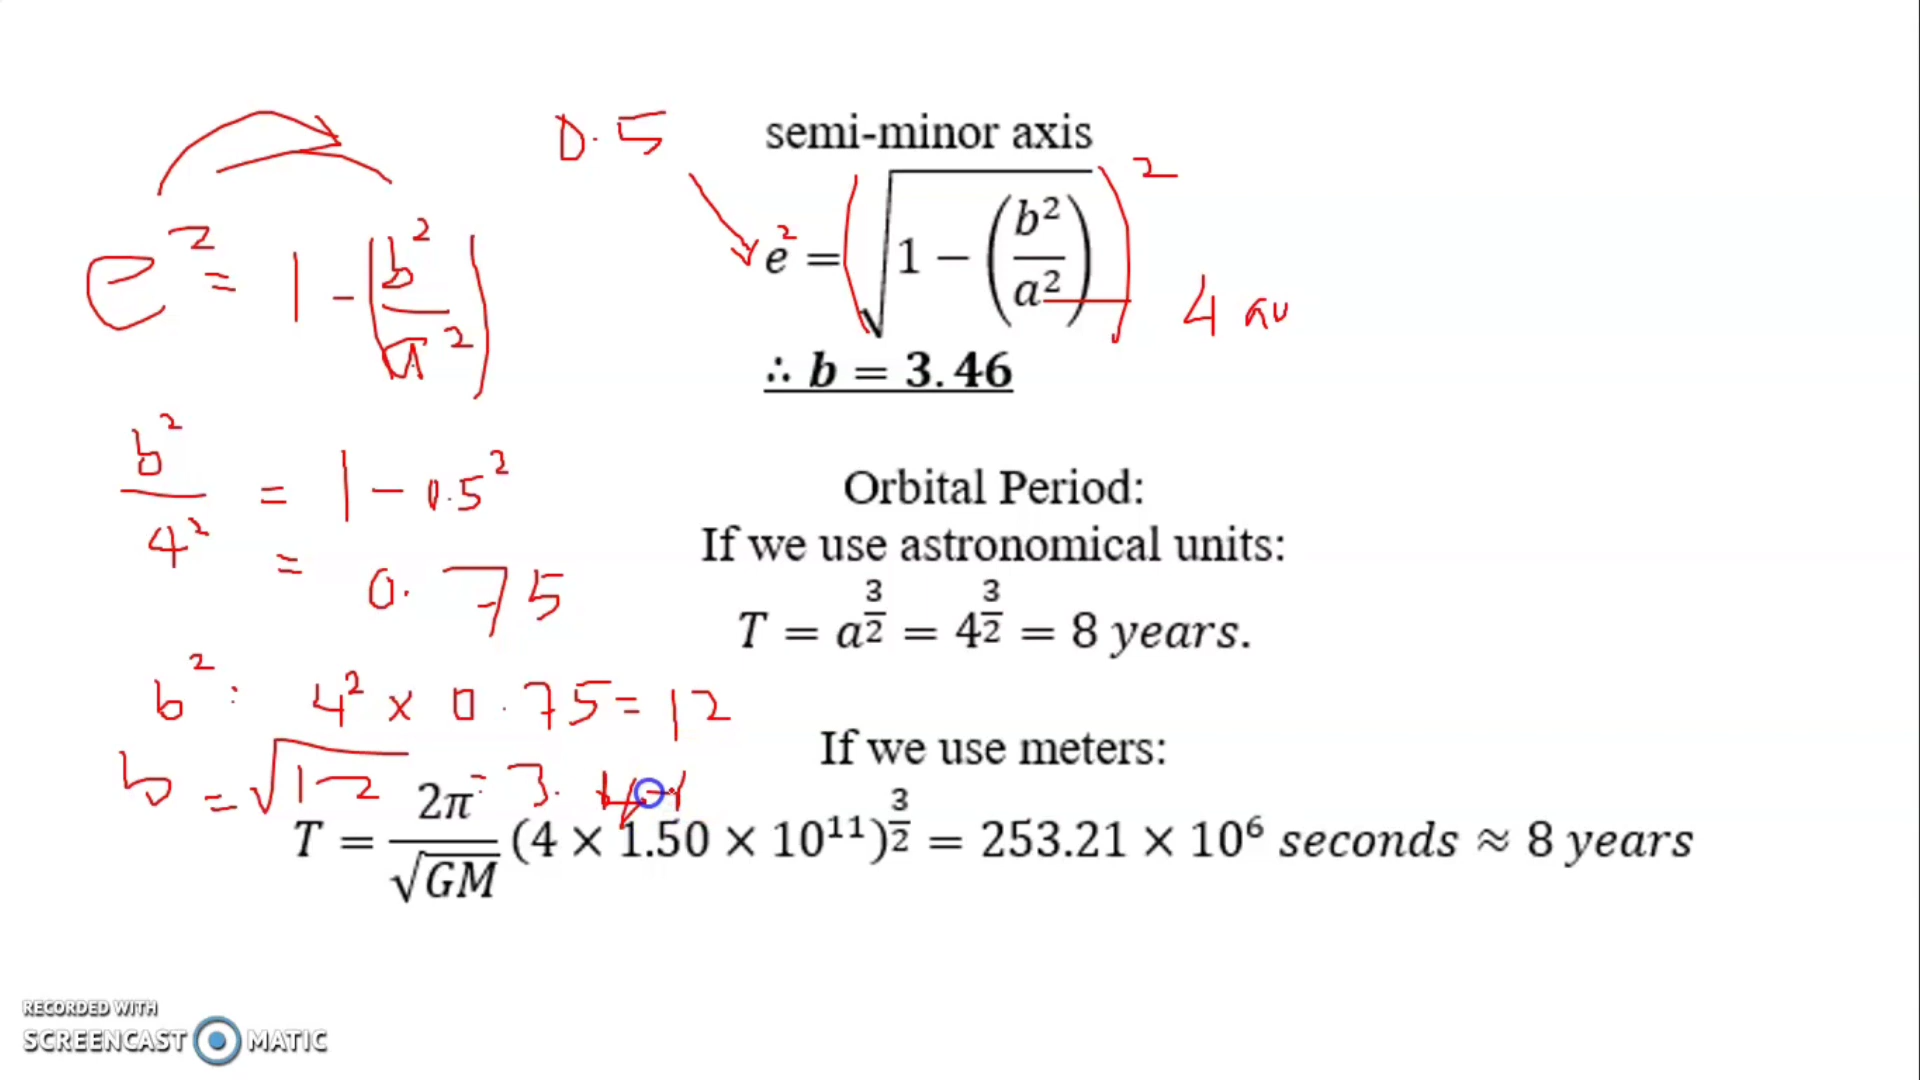 0.5
semi-minor axis
e² = (√(1 − (b²/a²)))²
4 au
∴ b = 3.46
e² = 1 − (b²/a²)
b²/4² = 1 − 0.5²
= 0.75
b² : 4² × 0.75 = 12
b = √12 = 3.
Orbital Period:
If we use astronomical units:
T = a^(3/2) = 4^(3/2) = 8 years.
If we use meters:
T = 2π/√GM (4 × 1.50 × 10¹¹)^(3/2) = 253.21 × 10⁶ seconds ≈ 8 years
RECORDED WITH
SCREENCAST MATIC